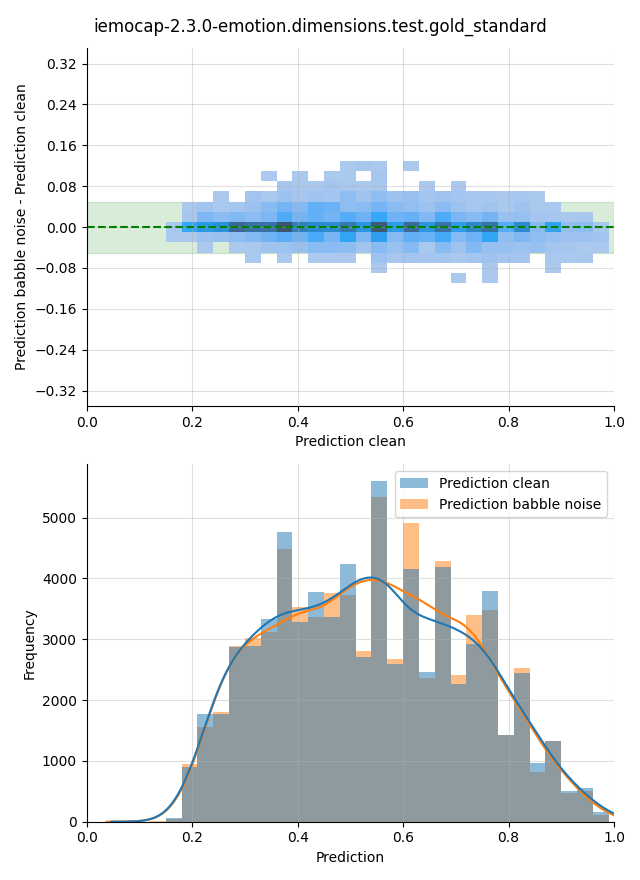 iemocap-2.3.0-emotion.dimensions.test.gold_standard
0.32
0.24
0.16
0.08
0.00
−0.08
−0.16
−0.24
−0.32
Prediction babble noise - Prediction clean
0.0 0.2 0.4 0.6 0.8 1.0
Prediction clean
Prediction clean
Prediction babble noise
5000
4000
3000
2000
1000
0
Frequency
0.0 0.2 0.4 0.6 0.8 1.0
Prediction